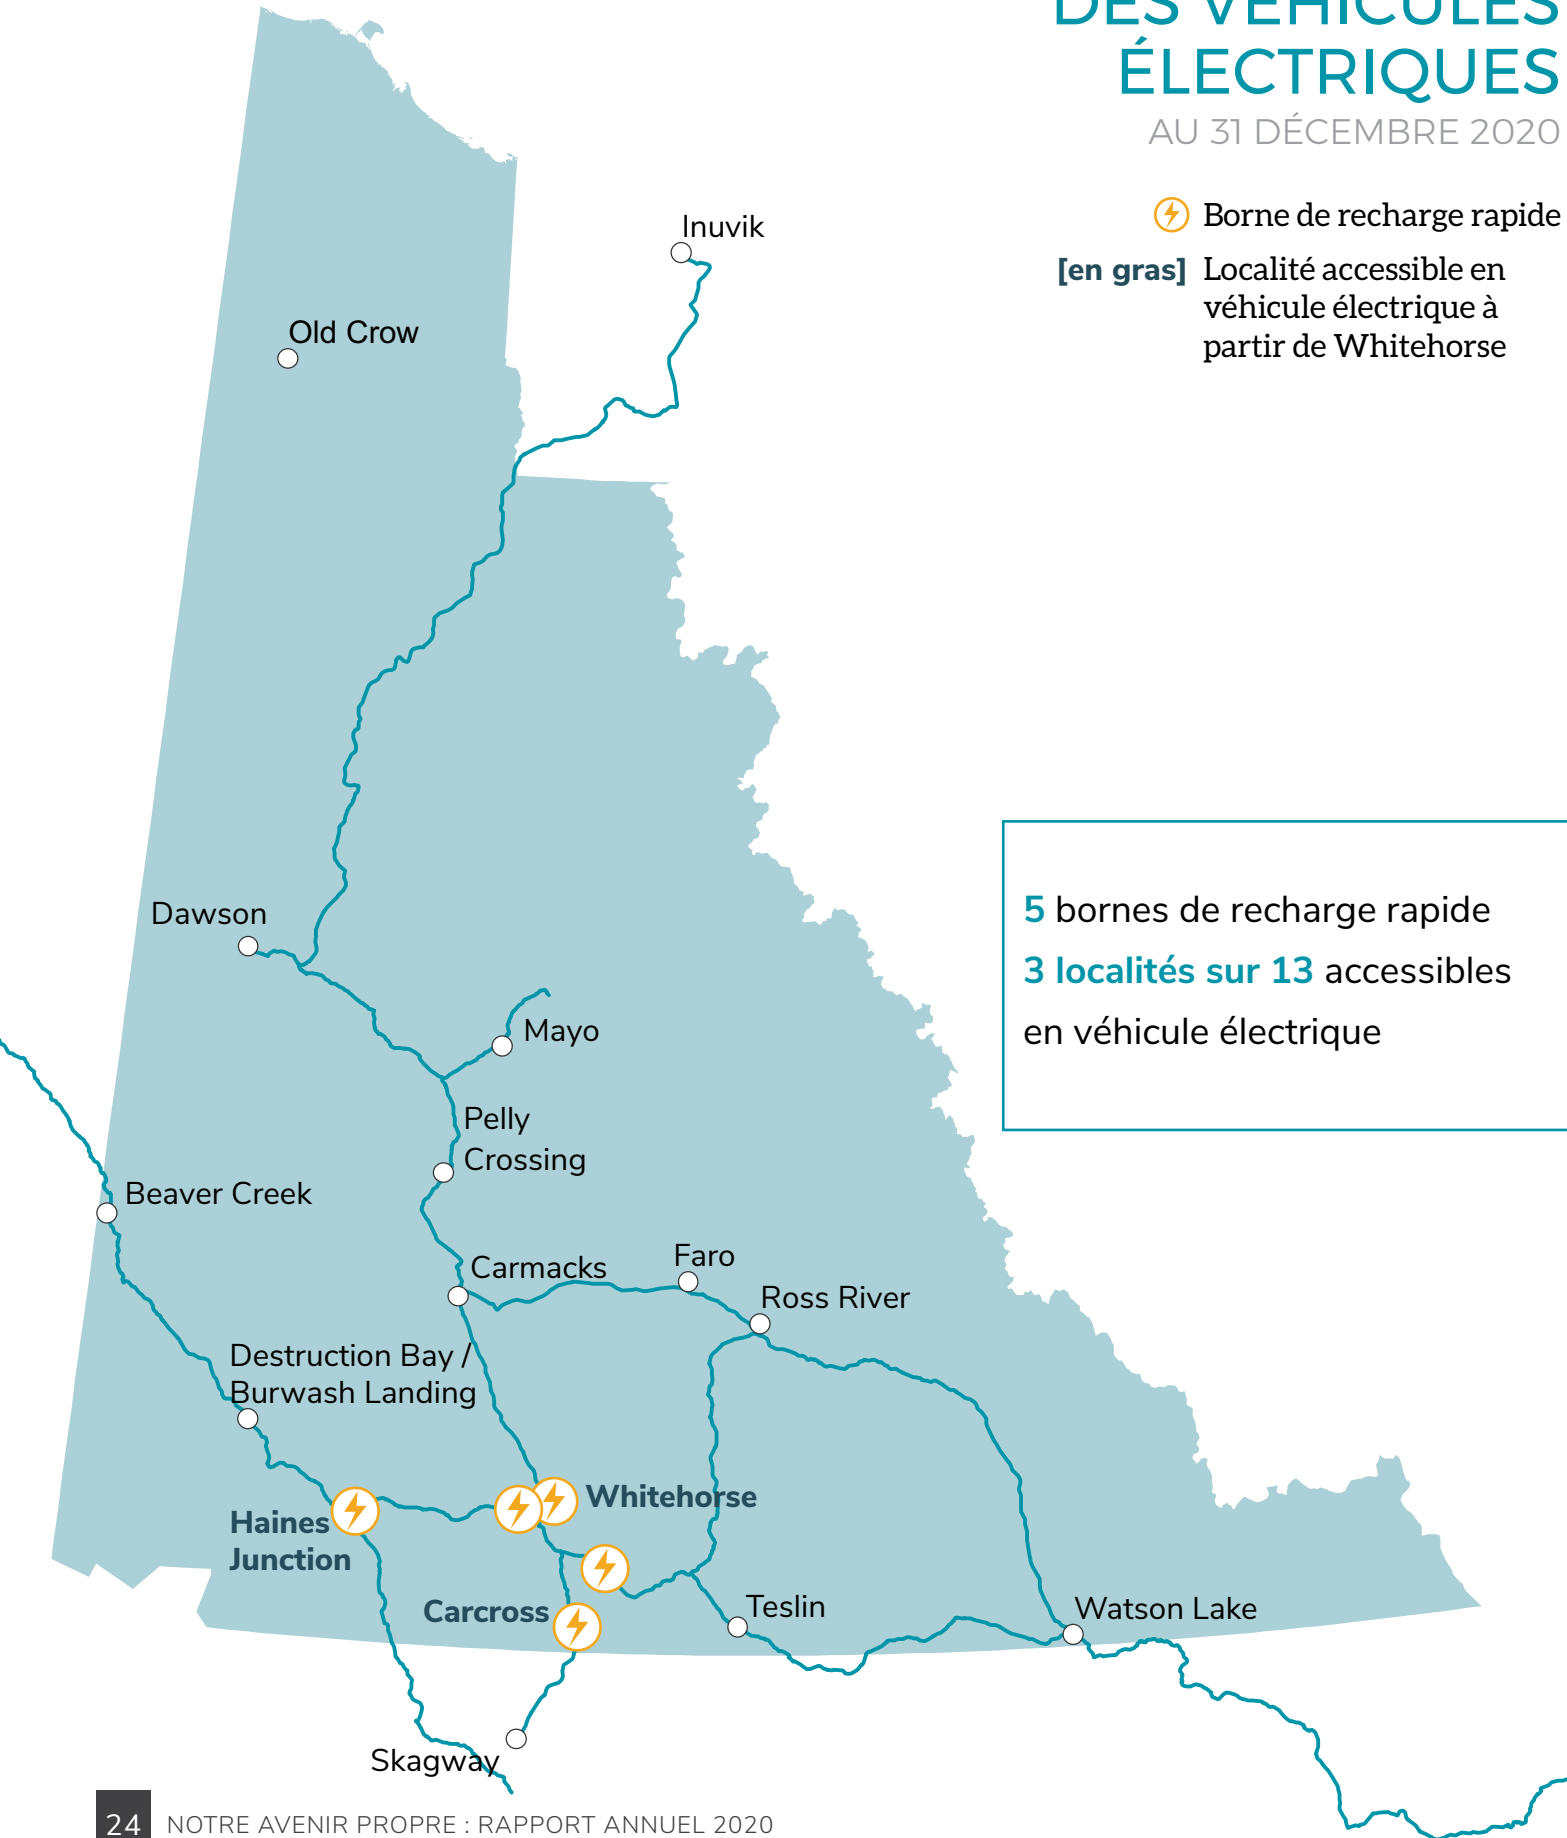 DES VÉHICULES
ÉLECTRIQUES
AU 31 DÉCEMBRE 2020
Borne de recharge rapide
[en gras] Localité accessible en
véhicule électrique à
partir de Whitehorse
Inuvik
Old Crow
Dawson
Mayo
Pelly
Crossing
Beaver Creek
Carmacks
Faro
Ross River
Destruction Bay /
Burwash Landing
Whitehorse
Haines
Junction
Carcross
Teslin
Watson Lake
Skagway
5 bornes de recharge rapide
3 localités sur 13 accessibles
en véhicule électrique
24 NOTRE AVENIR PROPRE : RAPPORT ANNUEL 2020